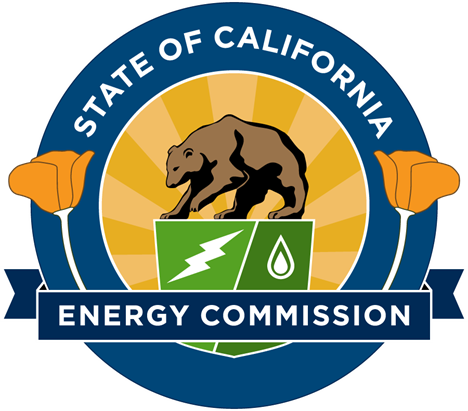 STATE OF CALIFORNIA
ENERGY COMMISSION